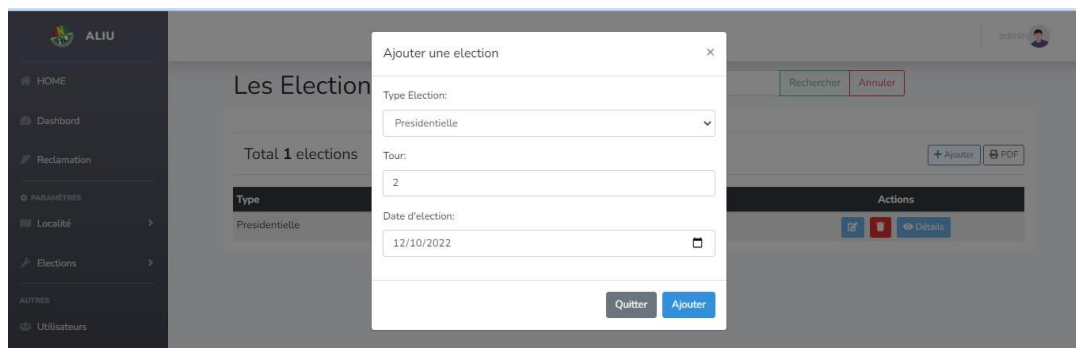 ALIU
admin
HOME
Dashbord
Reclamation
PARAMÈTRES
Localité
Elections
AUTRES
Utilisateurs
Les Election
Rechercher Annuler
Total 1 elections
+ Ajouter PDF
Type Actions
Presidentielle Détails
Ajouter une election ×
Type Election:
Presidentielle
Tour:
2
Date d'election:
12/10/2022
Quitter Ajouter